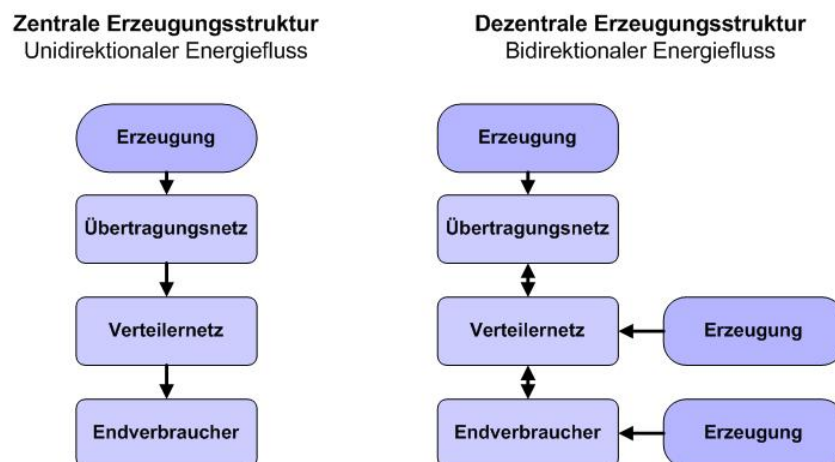 Zentrale Erzeugungsstruktur
Unidirektionaler Energiefluss
Erzeugung
Übertragungsnetz
Verteilernetz
Endverbraucher
Dezentrale Erzeugungsstruktur
Bidirektionaler Energiefluss
Erzeugung
Übertragungsnetz
Verteilernetz
Erzeugung
Endverbraucher
Erzeugung